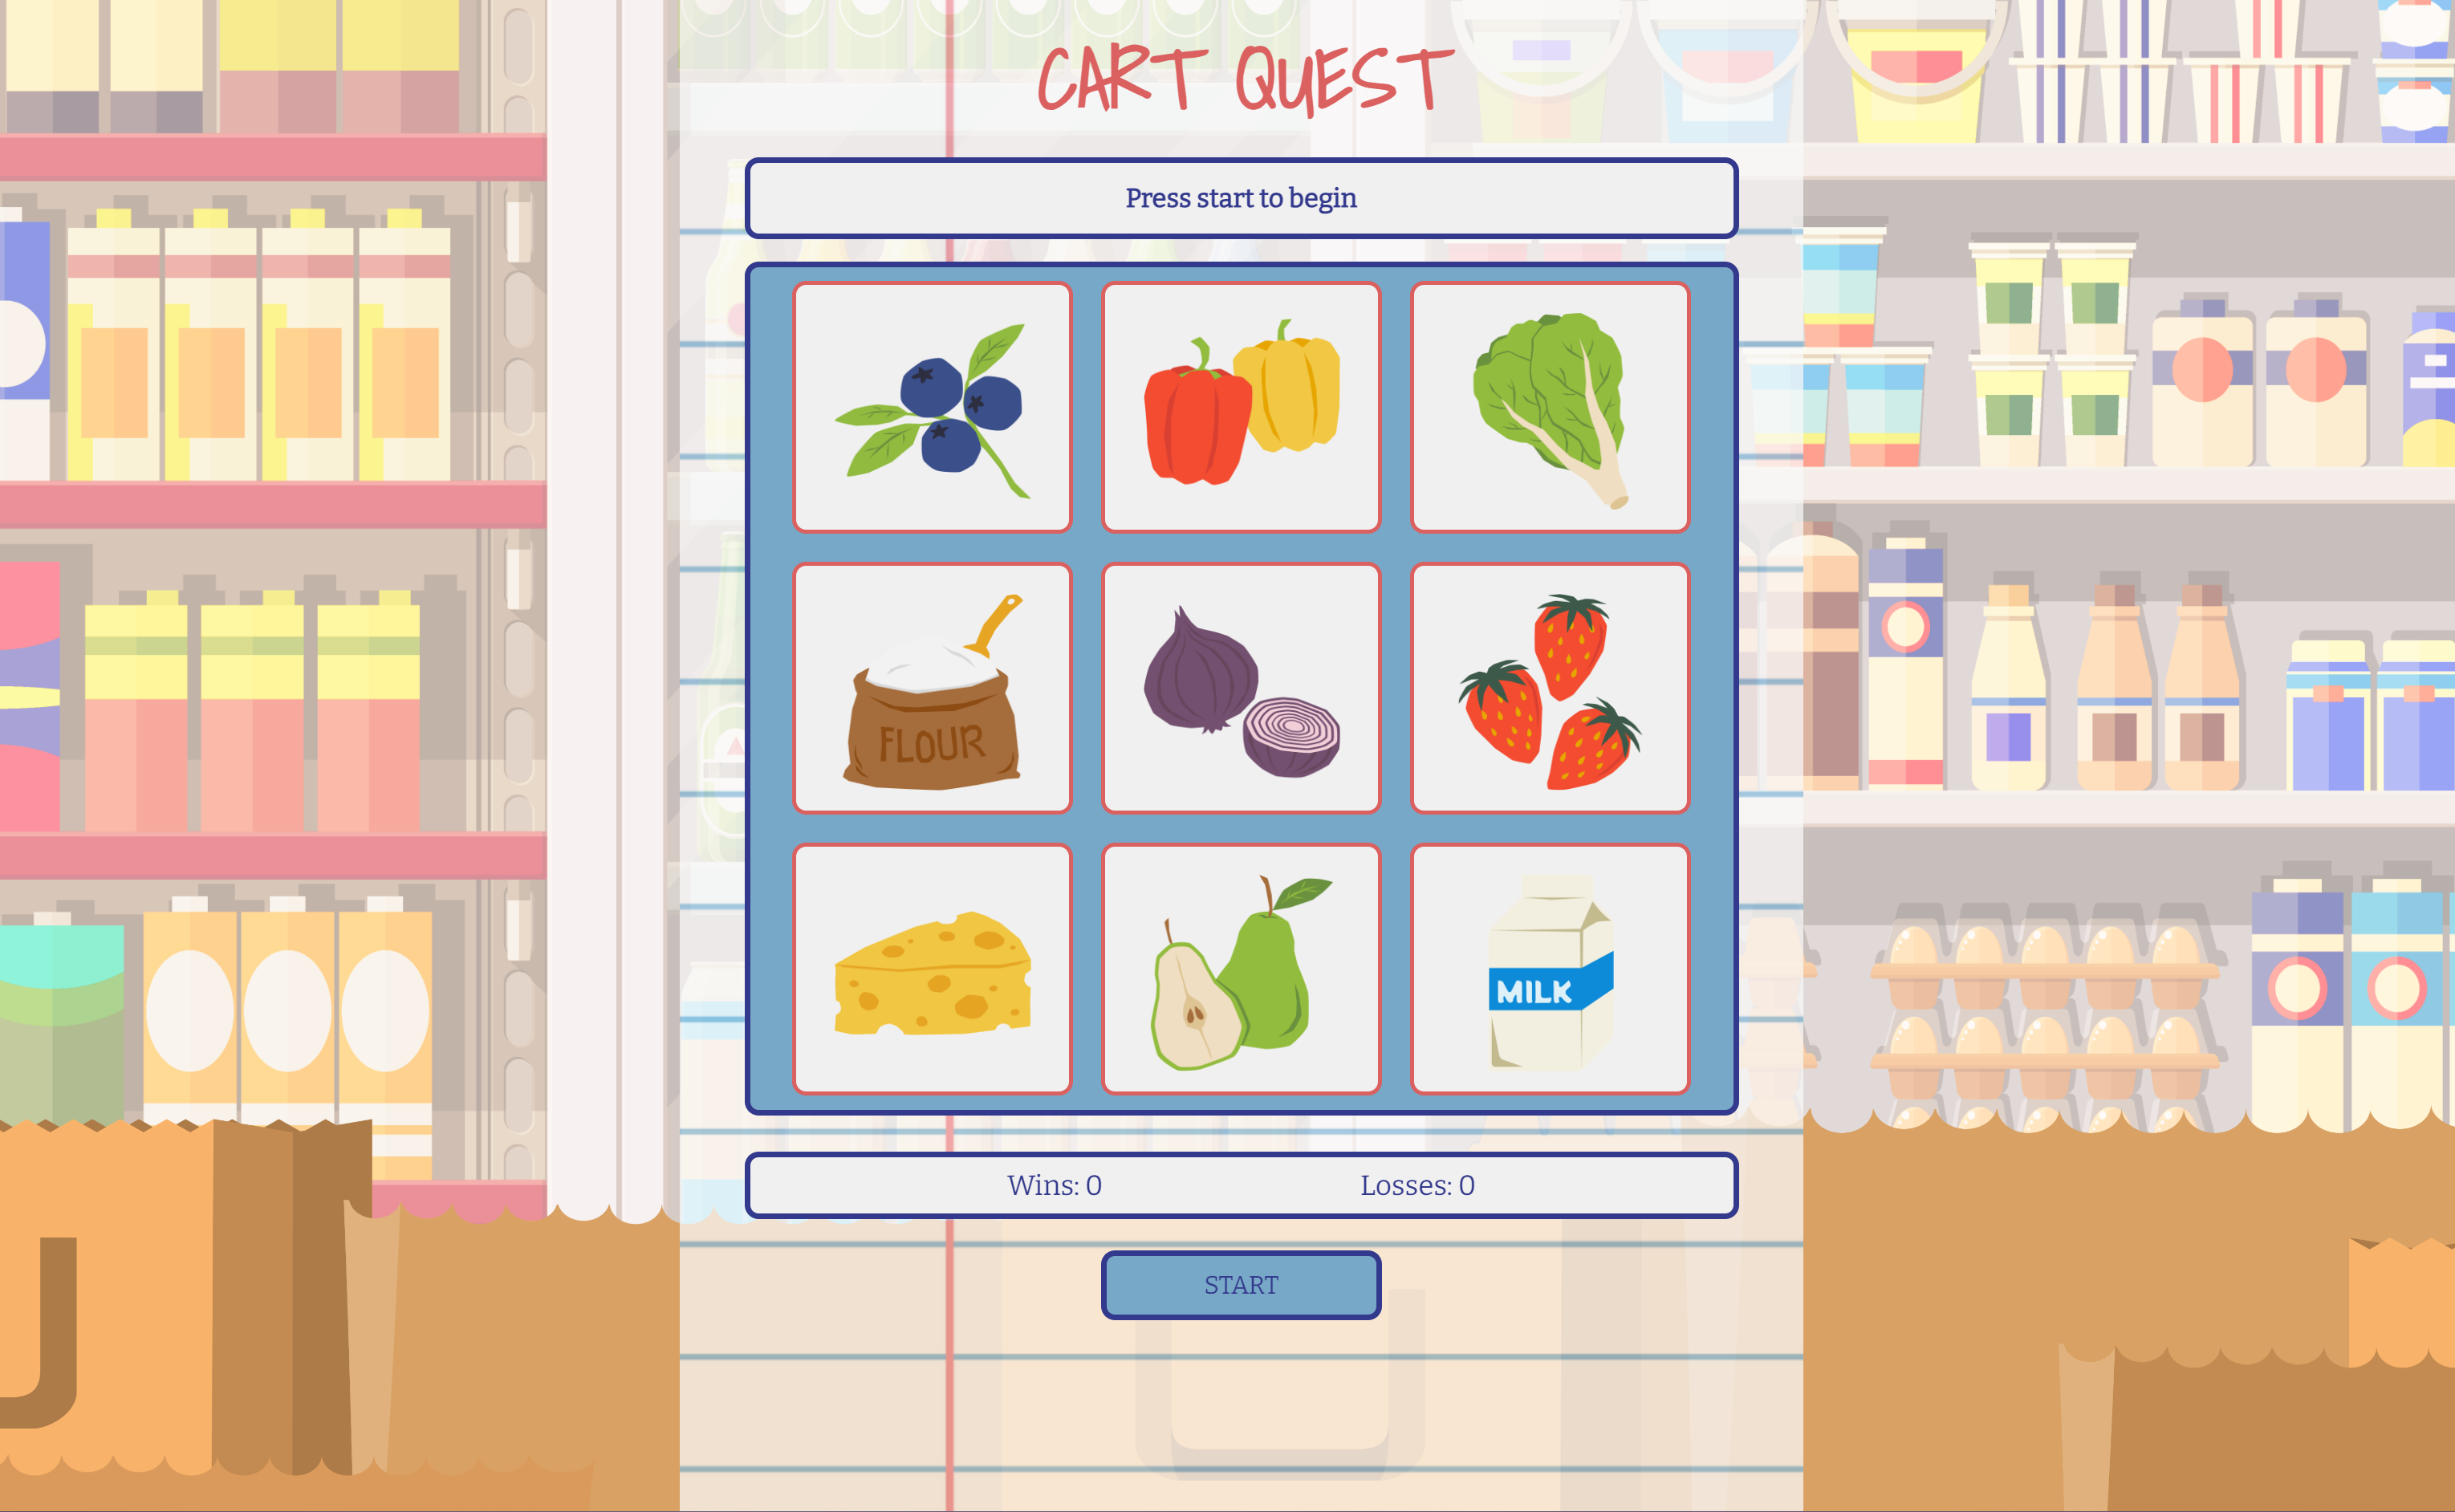 CART QUEST
Press start to begin
FLOUR
MILK
Wins: 0
Losses: 0
START